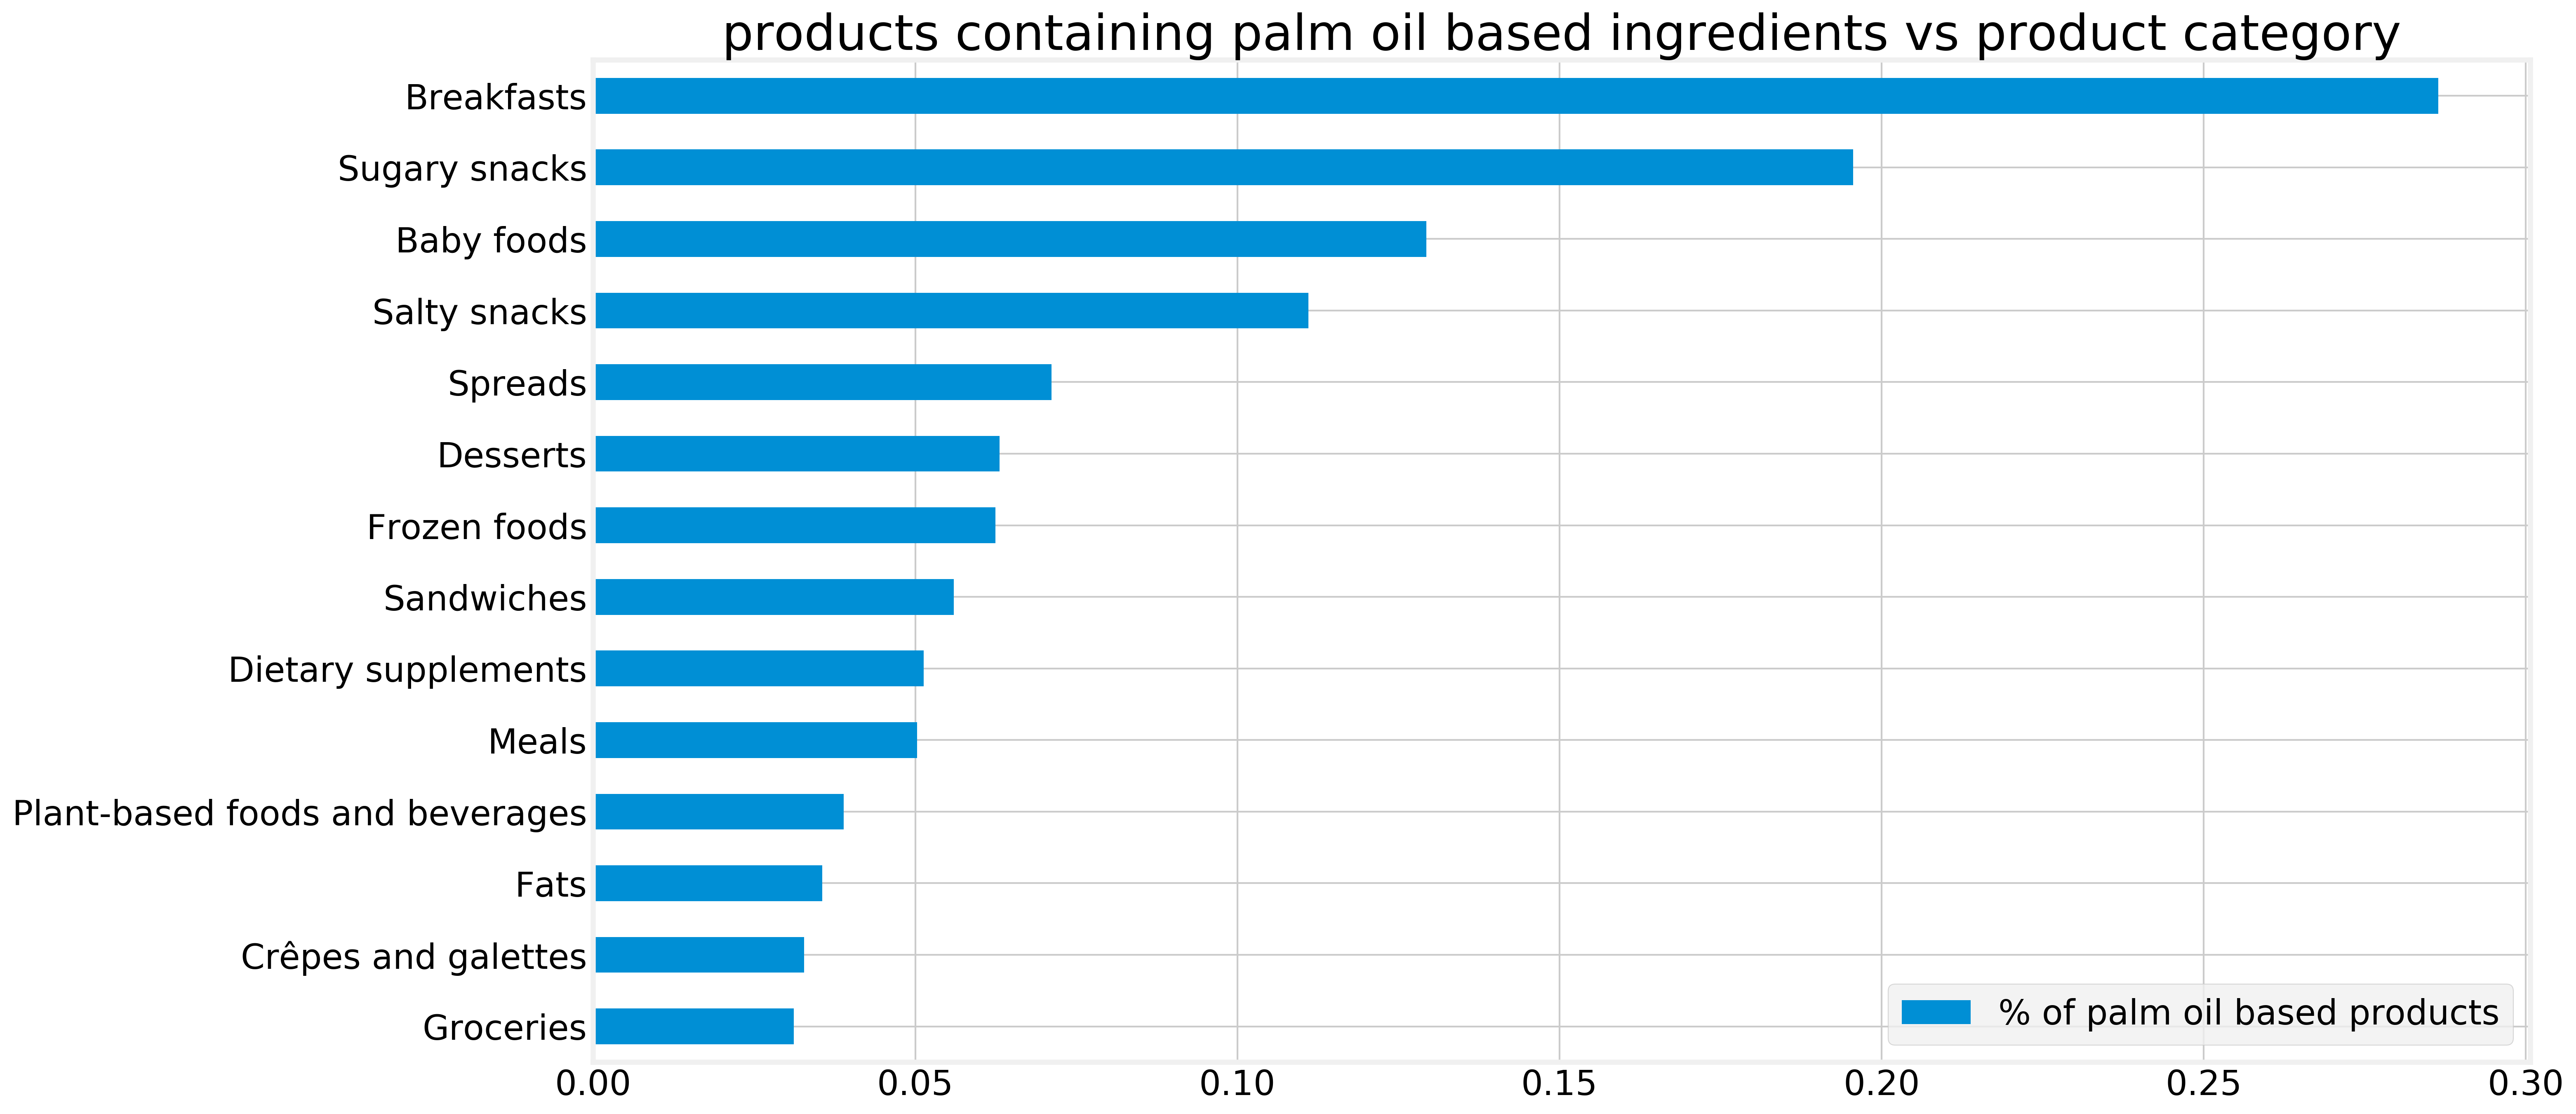 products containing palm oil based ingredients vs product category
Breakfasts
Sugary snacks
Baby foods
Salty snacks
Spreads
Desserts
Frozen foods
Sandwiches
Dietary supplements
Meals
Plant-based foods and beverages
Fats
Crêpes and galettes
Groceries
% of palm oil based products
0.00 0.05 0.10 0.15 0.20 0.25 0.30